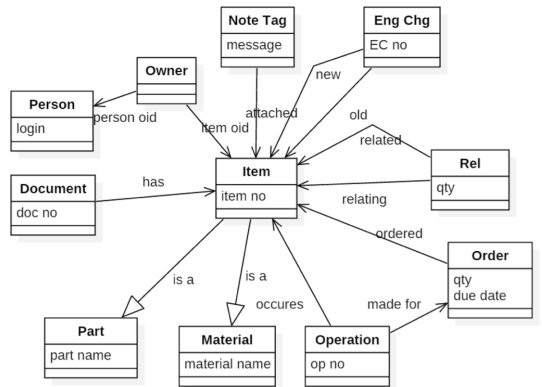 Note Tag
message
Eng Chg
EC no
Owner
new
Person
login
person oid
attached
item oid
old
related
Item
item no
Rel
qty
Document
doc no
has
relating
ordered
Order
qty
due date
is a
is a
occures
made for
Part
part name
Material
material name
Operation
op no